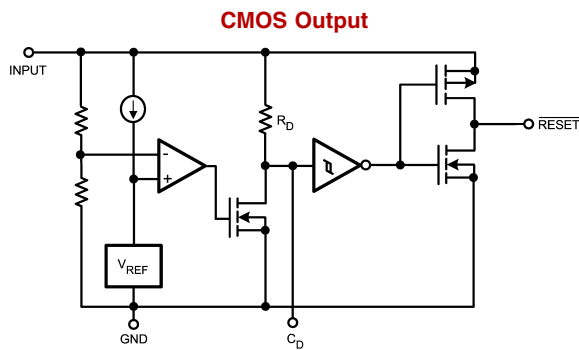 CMOS Output
INPUT
R_D
RESET
-
+
V_REF
GND
C_D